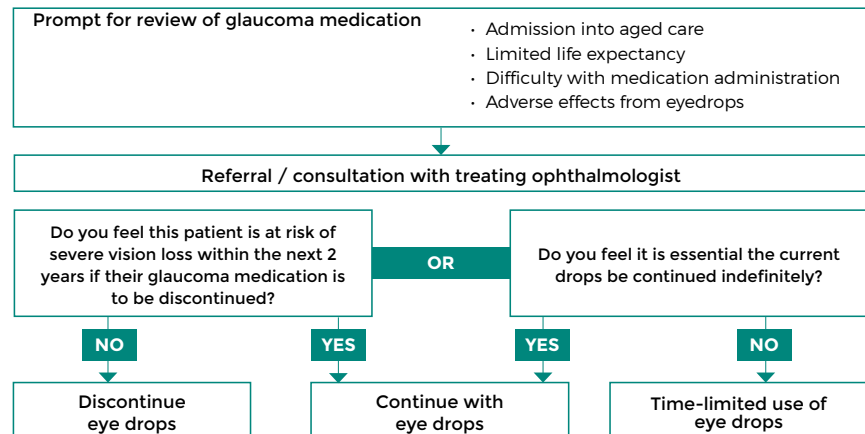 Prompt for review of glaucoma medication
· Admission into aged care
· Limited life expectancy
· Difficulty with medication administration
· Adverse effects from eyedrops
Referral / consultation with treating ophthalmologist
Do you feel this patient is at risk of
severe vision loss within the next 2
years if their glaucoma medication is
to be discontinued?
OR
Do you feel it is essential the current
drops be continued indefinitely?
NO
YES
YES
NO
Discontinue
eye drops
Continue with
eye drops
Time-limited use of
eye drops